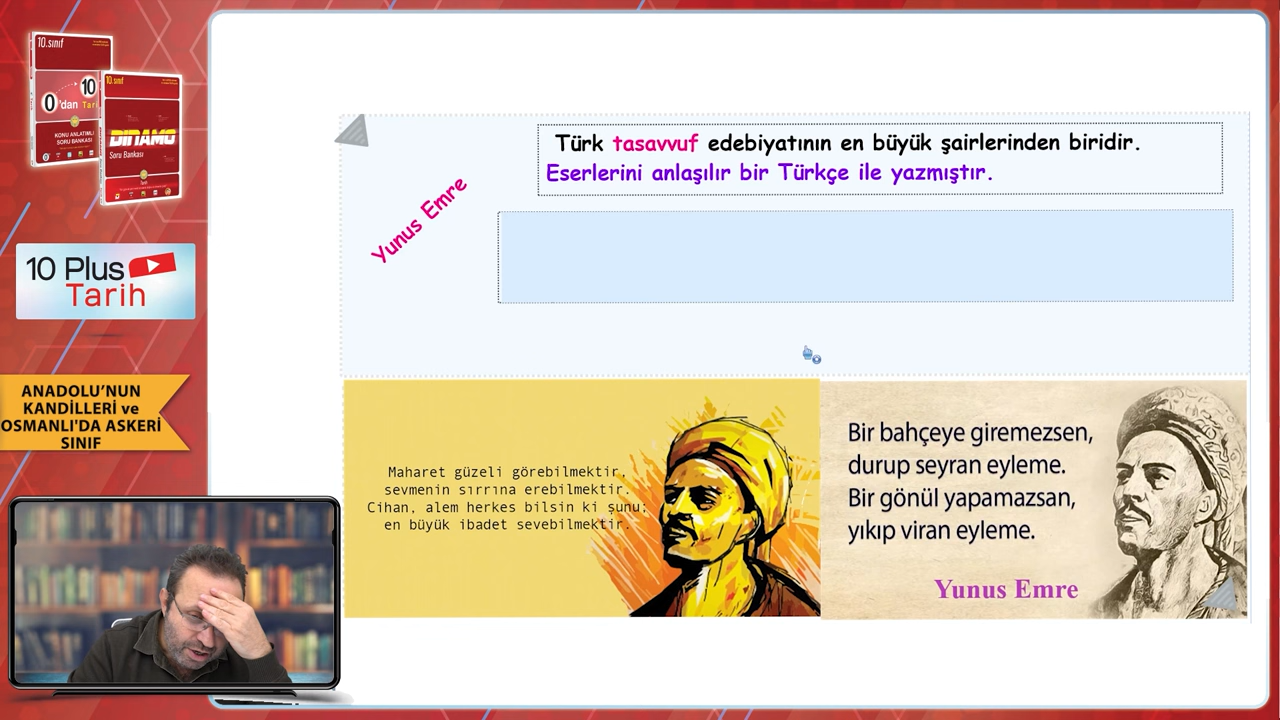 10.sınıf
0'dan 10
Tarih
KONU ANLATIMLI
SORU BANKASI
10.sınıf
DINAMO
Soru Bankası
Tarih
10 Plus
Tarih
ANADOLU'NUN
KANDİLLERİ ve
OSMANLI'DA ASKERİ
SINIF
Yunus Emre
Türk tasavvuf edebiyatının en büyük şairlerinden biridir.
Eserlerini anlaşılır bir Türkçe ile yazmıştır.
Maharet güzeli görebilmektir,
sevmenin sırrına erebilmektir.
Cihan, alem herkes bilsin ki şunu;
en büyük ibadet sevebilmektir.
Bir bahçeye giremezsen,
durup seyran eyleme.
Bir gönül yapamazsan,
yıkıp viran eyleme.
Yunus Emre